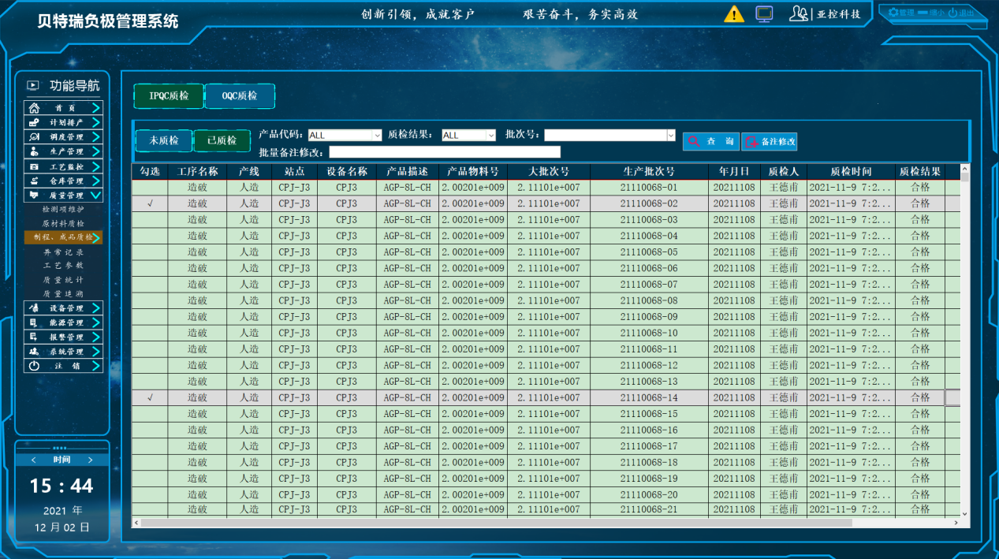 贝特瑞负极管理系统
创新引领，成就客户 艰苦奋斗，务实高效
亚控科技
管理 缩小 退出
功能导航
首 页
计划排产
调度管理
生产管理
工艺监控
仓库管理
质量管理
检测项维护
原材料质检
制程、成品质检
异常记录
工艺参数
质量统计
质量追溯
设备管理
能源管理
报警管理
系统管理
注 销
< 时间 >
15 : 44
2021 年
12 月 02 日
IPQC质检 OQC质检
未质检 已质检
产品代码： ALL 质检结果： ALL 批次号：
批量备注修改：
查 询 备注修改
勾选 工序名称 产线 站点 设备名称 产品描述 产品物料号 大批次号 生产批次号 年月日 质检人 质检时间 质检结果
造破 人造 CPJ-J3 CPJ3 AGP-8L-CH 2.00201e+009 2.11101e+007 21110068-01 20211108 王德甫 2021-11-9 7:2... 合格
√ 造破 人造 CPJ-J3 CPJ3 AGP-8L-CH 2.00201e+009 2.11101e+007 21110068-02 20211108 王德甫 2021-11-9 7:2... 合格
造破 人造 CPJ-J3 CPJ3 AGP-8L-CH 2.00201e+009 2.11101e+007 21110068-03 20211108 王德甫 2021-11-9 7:2... 合格
造破 人造 CPJ-J3 CPJ3 AGP-8L-CH 2.00201e+009 2.11101e+007 21110068-04 20211108 王德甫 2021-11-9 7:2... 合格
造破 人造 CPJ-J3 CPJ3 AGP-8L-CH 2.00201e+009 2.11101e+007 21110068-05 20211108 王德甫 2021-11-9 7:2... 合格
造破 人造 CPJ-J3 CPJ3 AGP-8L-CH 2.00201e+009 2.11101e+007 21110068-06 20211108 王德甫 2021-11-9 7:2... 合格
造破 人造 CPJ-J3 CPJ3 AGP-8L-CH 2.00201e+009 2.11101e+007 21110068-07 20211108 王德甫 2021-11-9 7:2... 合格
造破 人造 CPJ-J3 CPJ3 AGP-8L-CH 2.00201e+009 2.11101e+007 21110068-08 20211108 王德甫 2021-11-9 7:2... 合格
造破 人造 CPJ-J3 CPJ3 AGP-8L-CH 2.00201e+009 2.11101e+007 21110068-09 20211108 王德甫 2021-11-9 7:2... 合格
造破 人造 CPJ-J3 CPJ3 AGP-8L-CH 2.00201e+009 2.11101e+007 21110068-10 20211108 王德甫 2021-11-9 7:2... 合格
造破 人造 CPJ-J3 CPJ3 AGP-8L-CH 2.00201e+009 2.11101e+007 21110068-11 20211108 王德甫 2021-11-9 7:2... 合格
造破 人造 CPJ-J3 CPJ3 AGP-8L-CH 2.00201e+009 2.11101e+007 21110068-12 20211108 王德甫 2021-11-9 7:2... 合格
造破 人造 CPJ-J3 CPJ3 AGP-8L-CH 2.00201e+009 2.11101e+007 21110068-13 20211108 王德甫 2021-11-9 7:2... 合格
√ 造破 人造 CPJ-J3 CPJ3 AGP-8L-CH 2.00201e+009 2.11101e+007 21110068-14 20211108 王德甫 2021-11-9 7:2... 合格
造破 人造 CPJ-J3 CPJ3 AGP-8L-CH 2.00201e+009 2.11101e+007 21110068-15 20211108 王德甫 2021-11-9 7:2... 合格
造破 人造 CPJ-J3 CPJ3 AGP-8L-CH 2.00201e+009 2.11101e+007 21110068-16 20211108 王德甫 2021-11-9 7:2... 合格
造破 人造 CPJ-J3 CPJ3 AGP-8L-CH 2.00201e+009 2.11101e+007 21110068-17 20211108 王德甫 2021-11-9 7:2... 合格
造破 人造 CPJ-J3 CPJ3 AGP-8L-CH 2.00201e+009 2.11101e+007 21110068-18 20211108 王德甫 2021-11-9 7:2... 合格
造破 人造 CPJ-J3 CPJ3 AGP-8L-CH 2.00201e+009 2.11101e+007 21110068-19 20211108 王德甫 2021-11-9 7:2... 合格
造破 人造 CPJ-J3 CPJ3 AGP-8L-CH 2.00201e+009 2.11101e+007 21110068-20 20211108 王德甫 2021-11-9 7:2... 合格
造破 人造 CPJ-J3 CPJ3 AGP-8L-CH 2.00201e+009 2.11101e+007 21110068-21 20211108 王德甫 2021-11-9 7:2... 合格